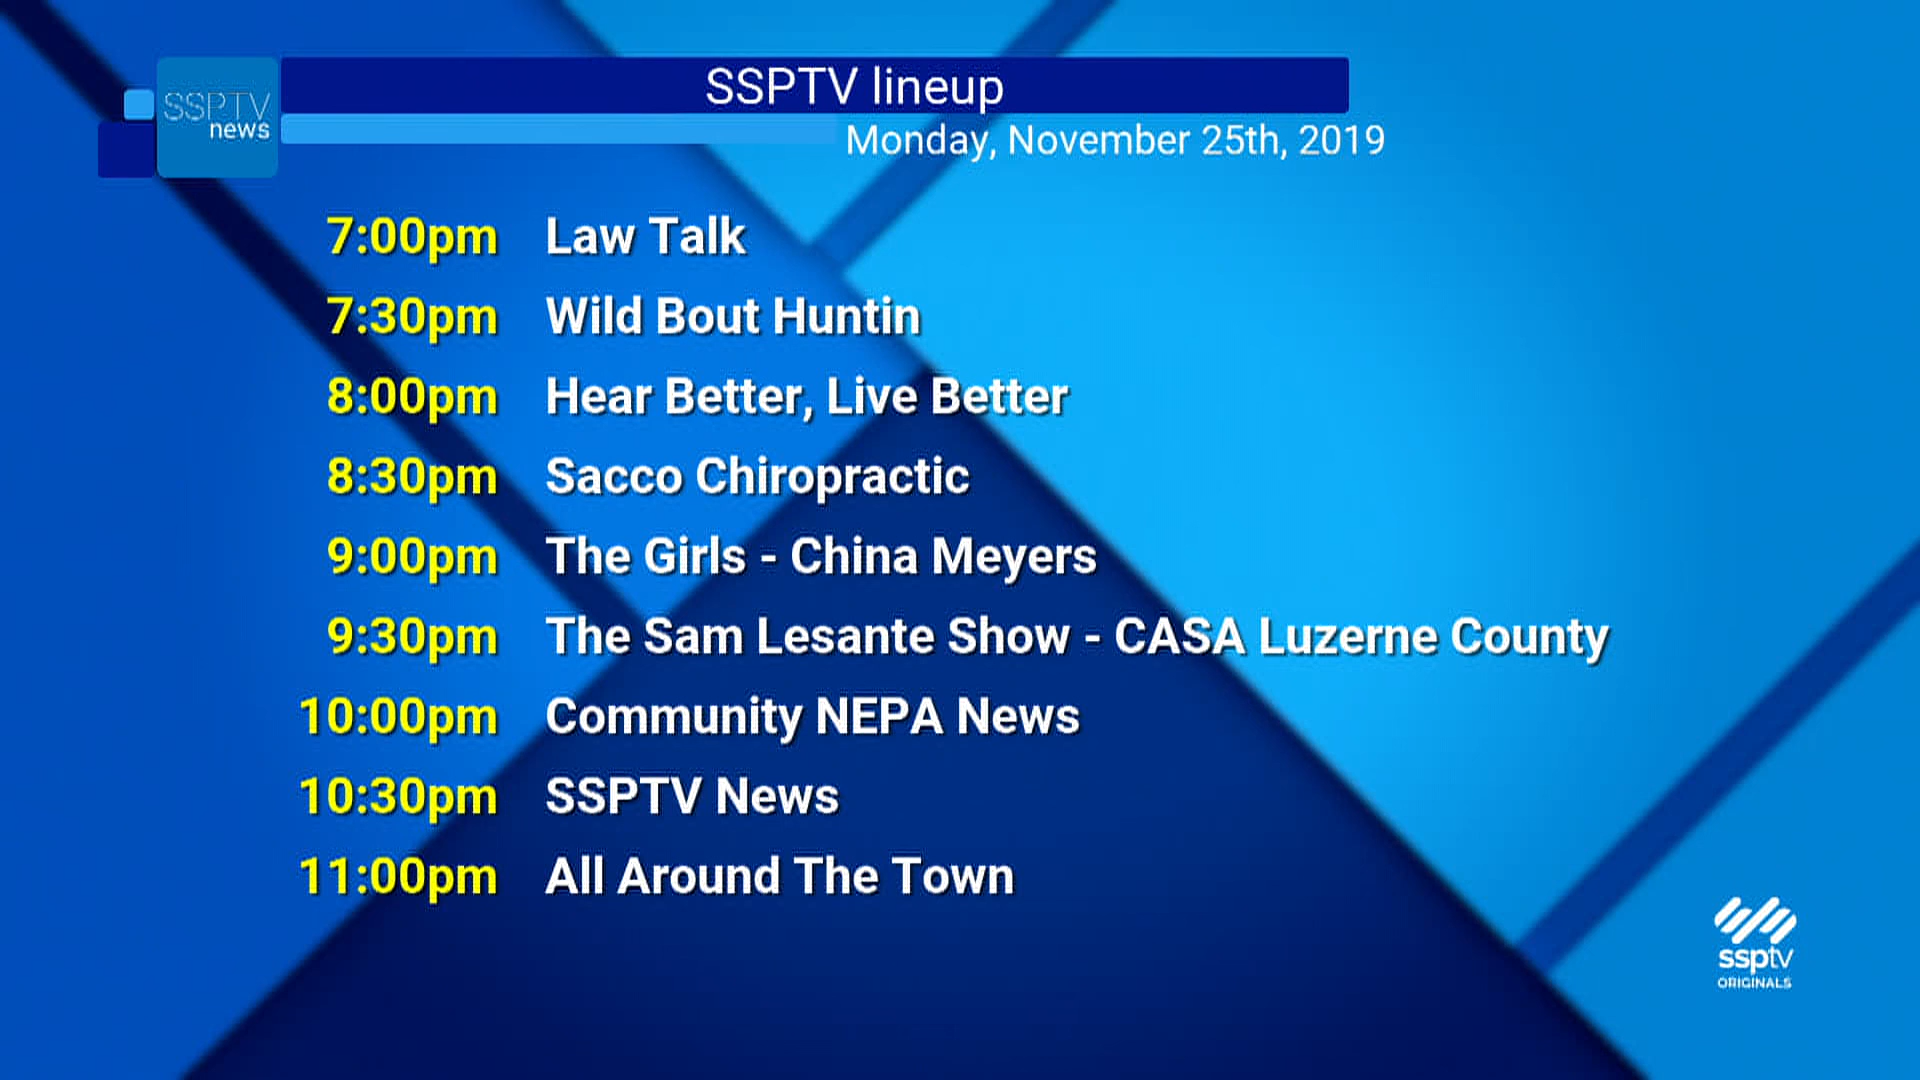 SSPTV lineup
SSPTV
news
Monday, November 25th, 2019
7:00pm Law Talk
7:30pm Wild Bout Huntin
8:00pm Hear Better, Live Better
8:30pm Sacco Chiropractic
9:00pm The Girls - China Meyers
9:30pm The Sam Lesante Show - CASA Luzerne County
10:00pm Community NEPA News
10:30pm SSPTV News
11:00pm All Around The Town
ssptv
ORIGINALS